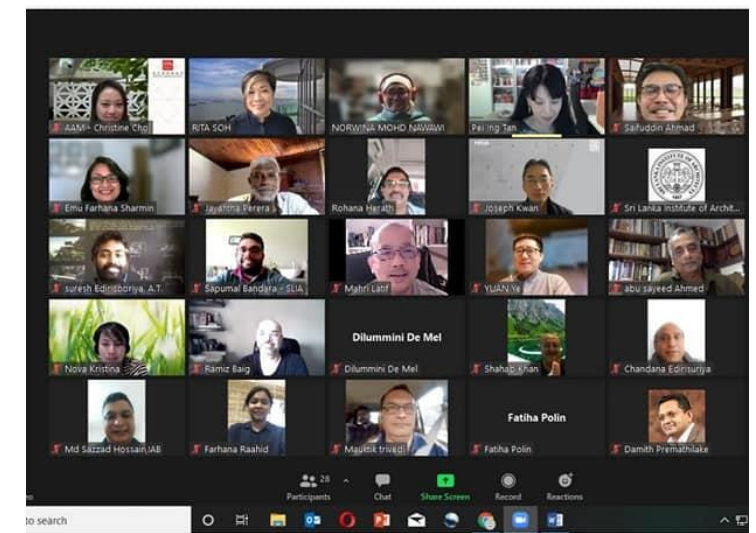 AAM - Christine Cho
RITA SOH
NORWINA MOHD NAWAWI
Pei Ing Tan
Saifuddin Ahmad
Emu Farhana Sharmin
Jayantha Perera
Rohana Herath
Joseph Kwan
Sri Lanka Institute of Archit...
suresh Edirisooriya, A.T.
Sapumal Bandara - SLIA
Mahri Latif
YUAN Ye
abu sayeed Ahmed
Nova Kristina
Ramiz Baig
Dilummini De Mel
Dilummini De Mel
Shahab Khan
Chandana Edirisuriya
Md Sazzad Hossain,IAB
Farhana Raahid
Mauktik trivedi
Fatiha Polin
Fatiha Polin
Damith Premathilake
28
Participants
Chat
Share Screen
Record
Reactions
to search